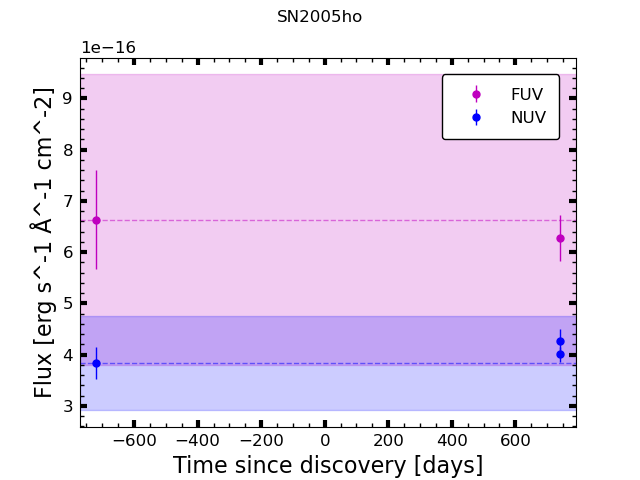 SN2005ho
1e−16
FUV
NUV
9
8
7
6
5
4
3
Flux [erg s^-1 Å^-1 cm^-2]
−600 −400 −200 0 200 400 600
Time since discovery [days]